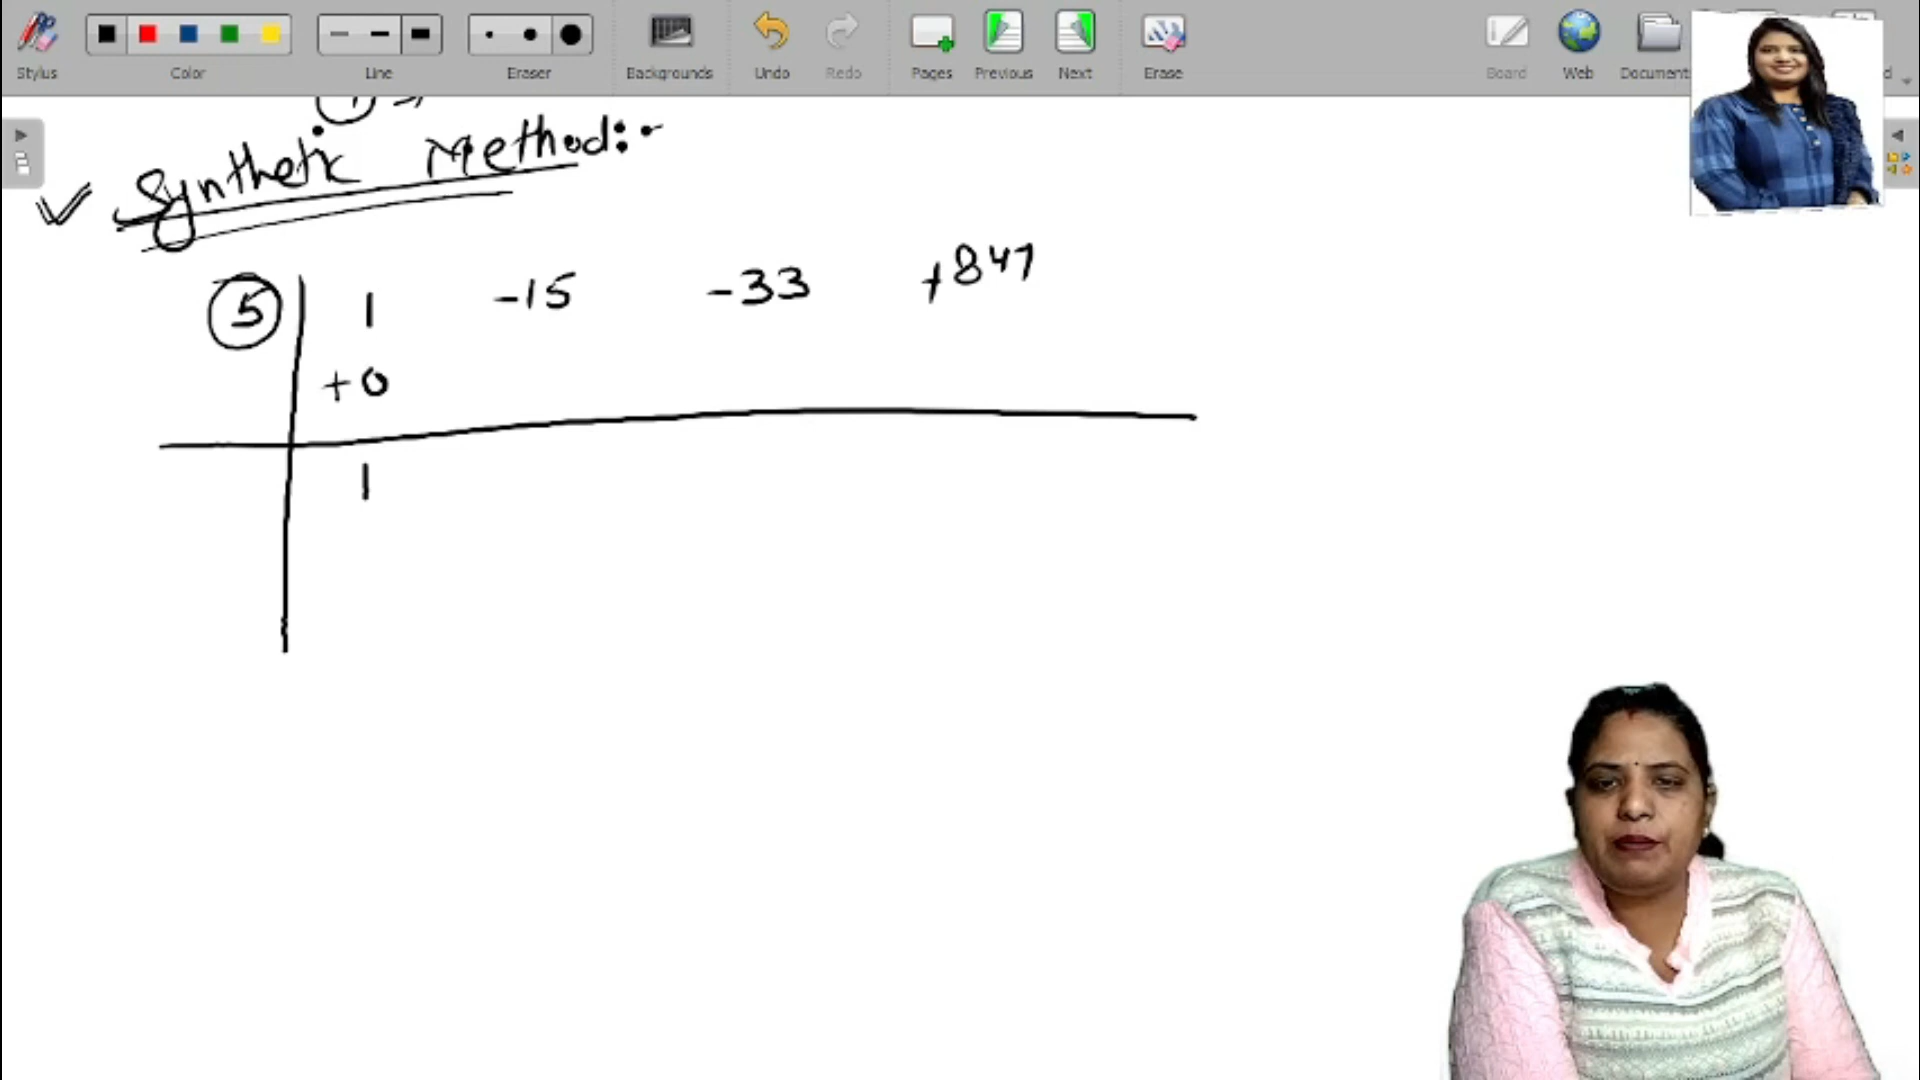 Stylus
Color
Line
Eraser
Backgrounds
Undo
Redo
Pages
Previous
Next
Erase
Board
Web
Document
Synthetic Method:-
5 1 -15 -33 +847
+0
1